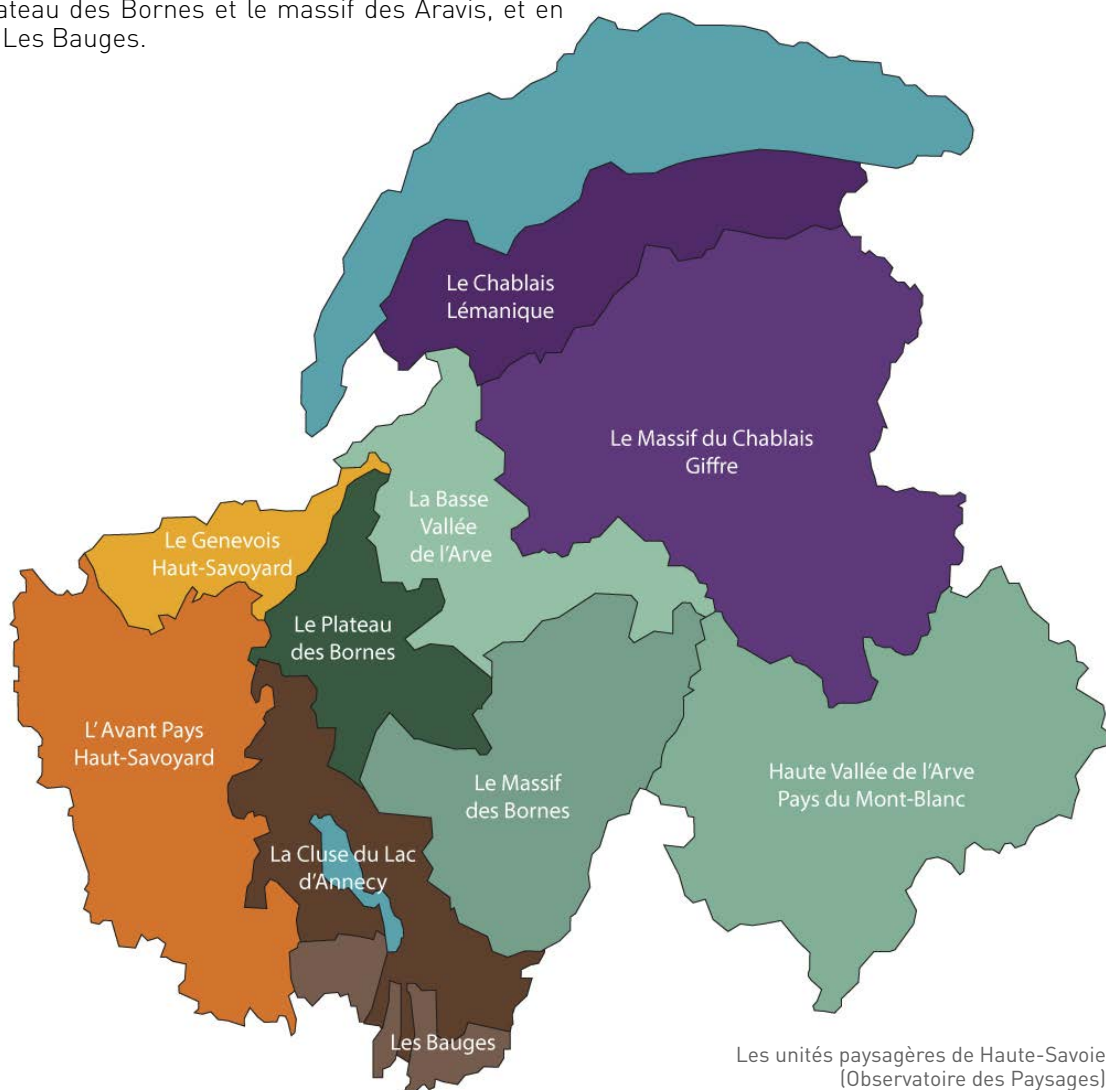 ateau des Bornes et le massif des Aravis, et en
Les Bauges.
Le Chablais
Lémanique
Le Massif du Chablais
Giffre
La Basse
Vallée
de l'Arve
Le Genevois
Haut-Savoyard
Le Plateau
des Bornes
L' Avant Pays
Haut-Savoyard
Le Massif
des Bornes
Haute Vallée de l'Arve
Pays du Mont-Blanc
La Cluse du Lac
d'Annecy
Les Bauges
Les unités paysagères de Haute-Savoie
(Observatoire des Paysages)